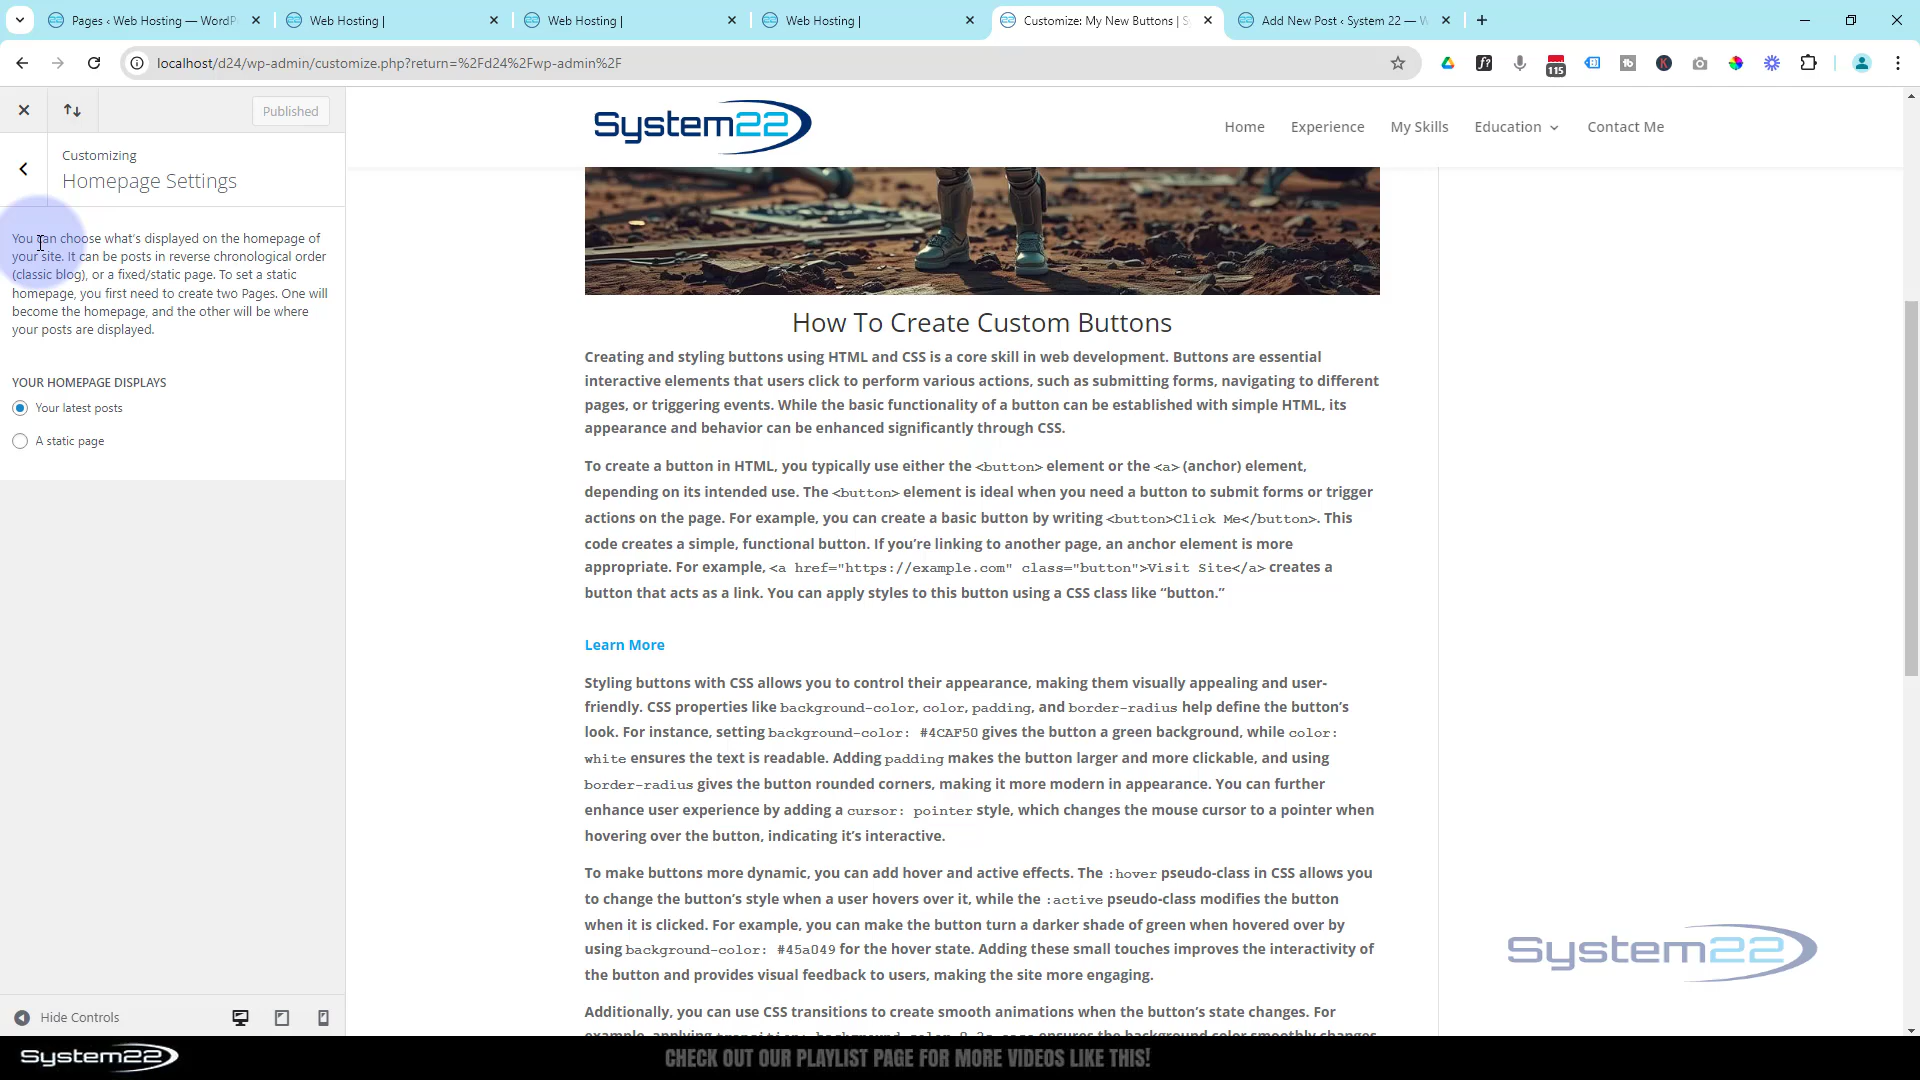 Pages ‹ Web Hosting — WordP
Web Hosting |
Web Hosting |
Web Hosting |
Customize: My New Buttons | S
Add New Post ‹ System 22 — W
localhost/d24/wp-admin/customize.php?return=%2Fd24%2Fwp-admin%2F
115
Published
Customizing
Homepage Settings
You can choose what's displayed on the homepage of
your site. It can be posts in reverse chronological order
(classic blog), or a fixed/static page. To set a static
homepage, you first need to create two Pages. One will
become the homepage, and the other will be where
your posts are displayed.
YOUR HOMEPAGE DISPLAYS
Your latest posts
A static page
Hide Controls
System22
Home
Experience
My Skills
Education
Contact Me
How To Create Custom Buttons
Creating and styling buttons using HTML and CSS is a core skill in web development. Buttons are essential
interactive elements that users click to perform various actions, such as submitting forms, navigating to different
pages, or triggering events. While the basic functionality of a button can be established with simple HTML, its
appearance and behavior can be enhanced significantly through CSS.
To create a button in HTML, you typically use either the <button> element or the <a> (anchor) element,
depending on its intended use. The <button> element is ideal when you need a button to submit forms or trigger
actions on the page. For example, you can create a basic button by writing <button>Click Me</button>. This
code creates a simple, functional button. If you're linking to another page, an anchor element is more
appropriate. For example, <a href="https://example.com" class="button">Visit Site</a> creates a
button that acts as a link. You can apply styles to this button using a CSS class like “button.”
Learn More
Styling buttons with CSS allows you to control their appearance, making them visually appealing and user-
friendly. CSS properties like background-color, color, padding, and border-radius help define the button's
look. For instance, setting background-color: #4CAF50 gives the button a green background, while color:
white ensures the text is readable. Adding padding makes the button larger and more clickable, and using
border-radius gives the button rounded corners, making it more modern in appearance. You can further
enhance user experience by adding a cursor: pointer style, which changes the mouse cursor to a pointer when
hovering over the button, indicating it's interactive.
To make buttons more dynamic, you can add hover and active effects. The :hover pseudo-class in CSS allows you
to change the button's style when a user hovers over it, while the :active pseudo-class modifies the button
when it is clicked. For example, you can make the button turn a darker shade of green when hovered over by
using background-color: #45a049 for the hover state. Adding these small touches improves the interactivity of
the button and provides visual feedback to users, making the site more engaging.
Additionally, you can use CSS transitions to create smooth animations when the button's state changes. For
example, applying transition: background-color 0.3s ease ensures the background color smoothly changes
System22
System22
CHECK OUT OUR PLAYLIST PAGE FOR MORE VIDEOS LIKE THIS!